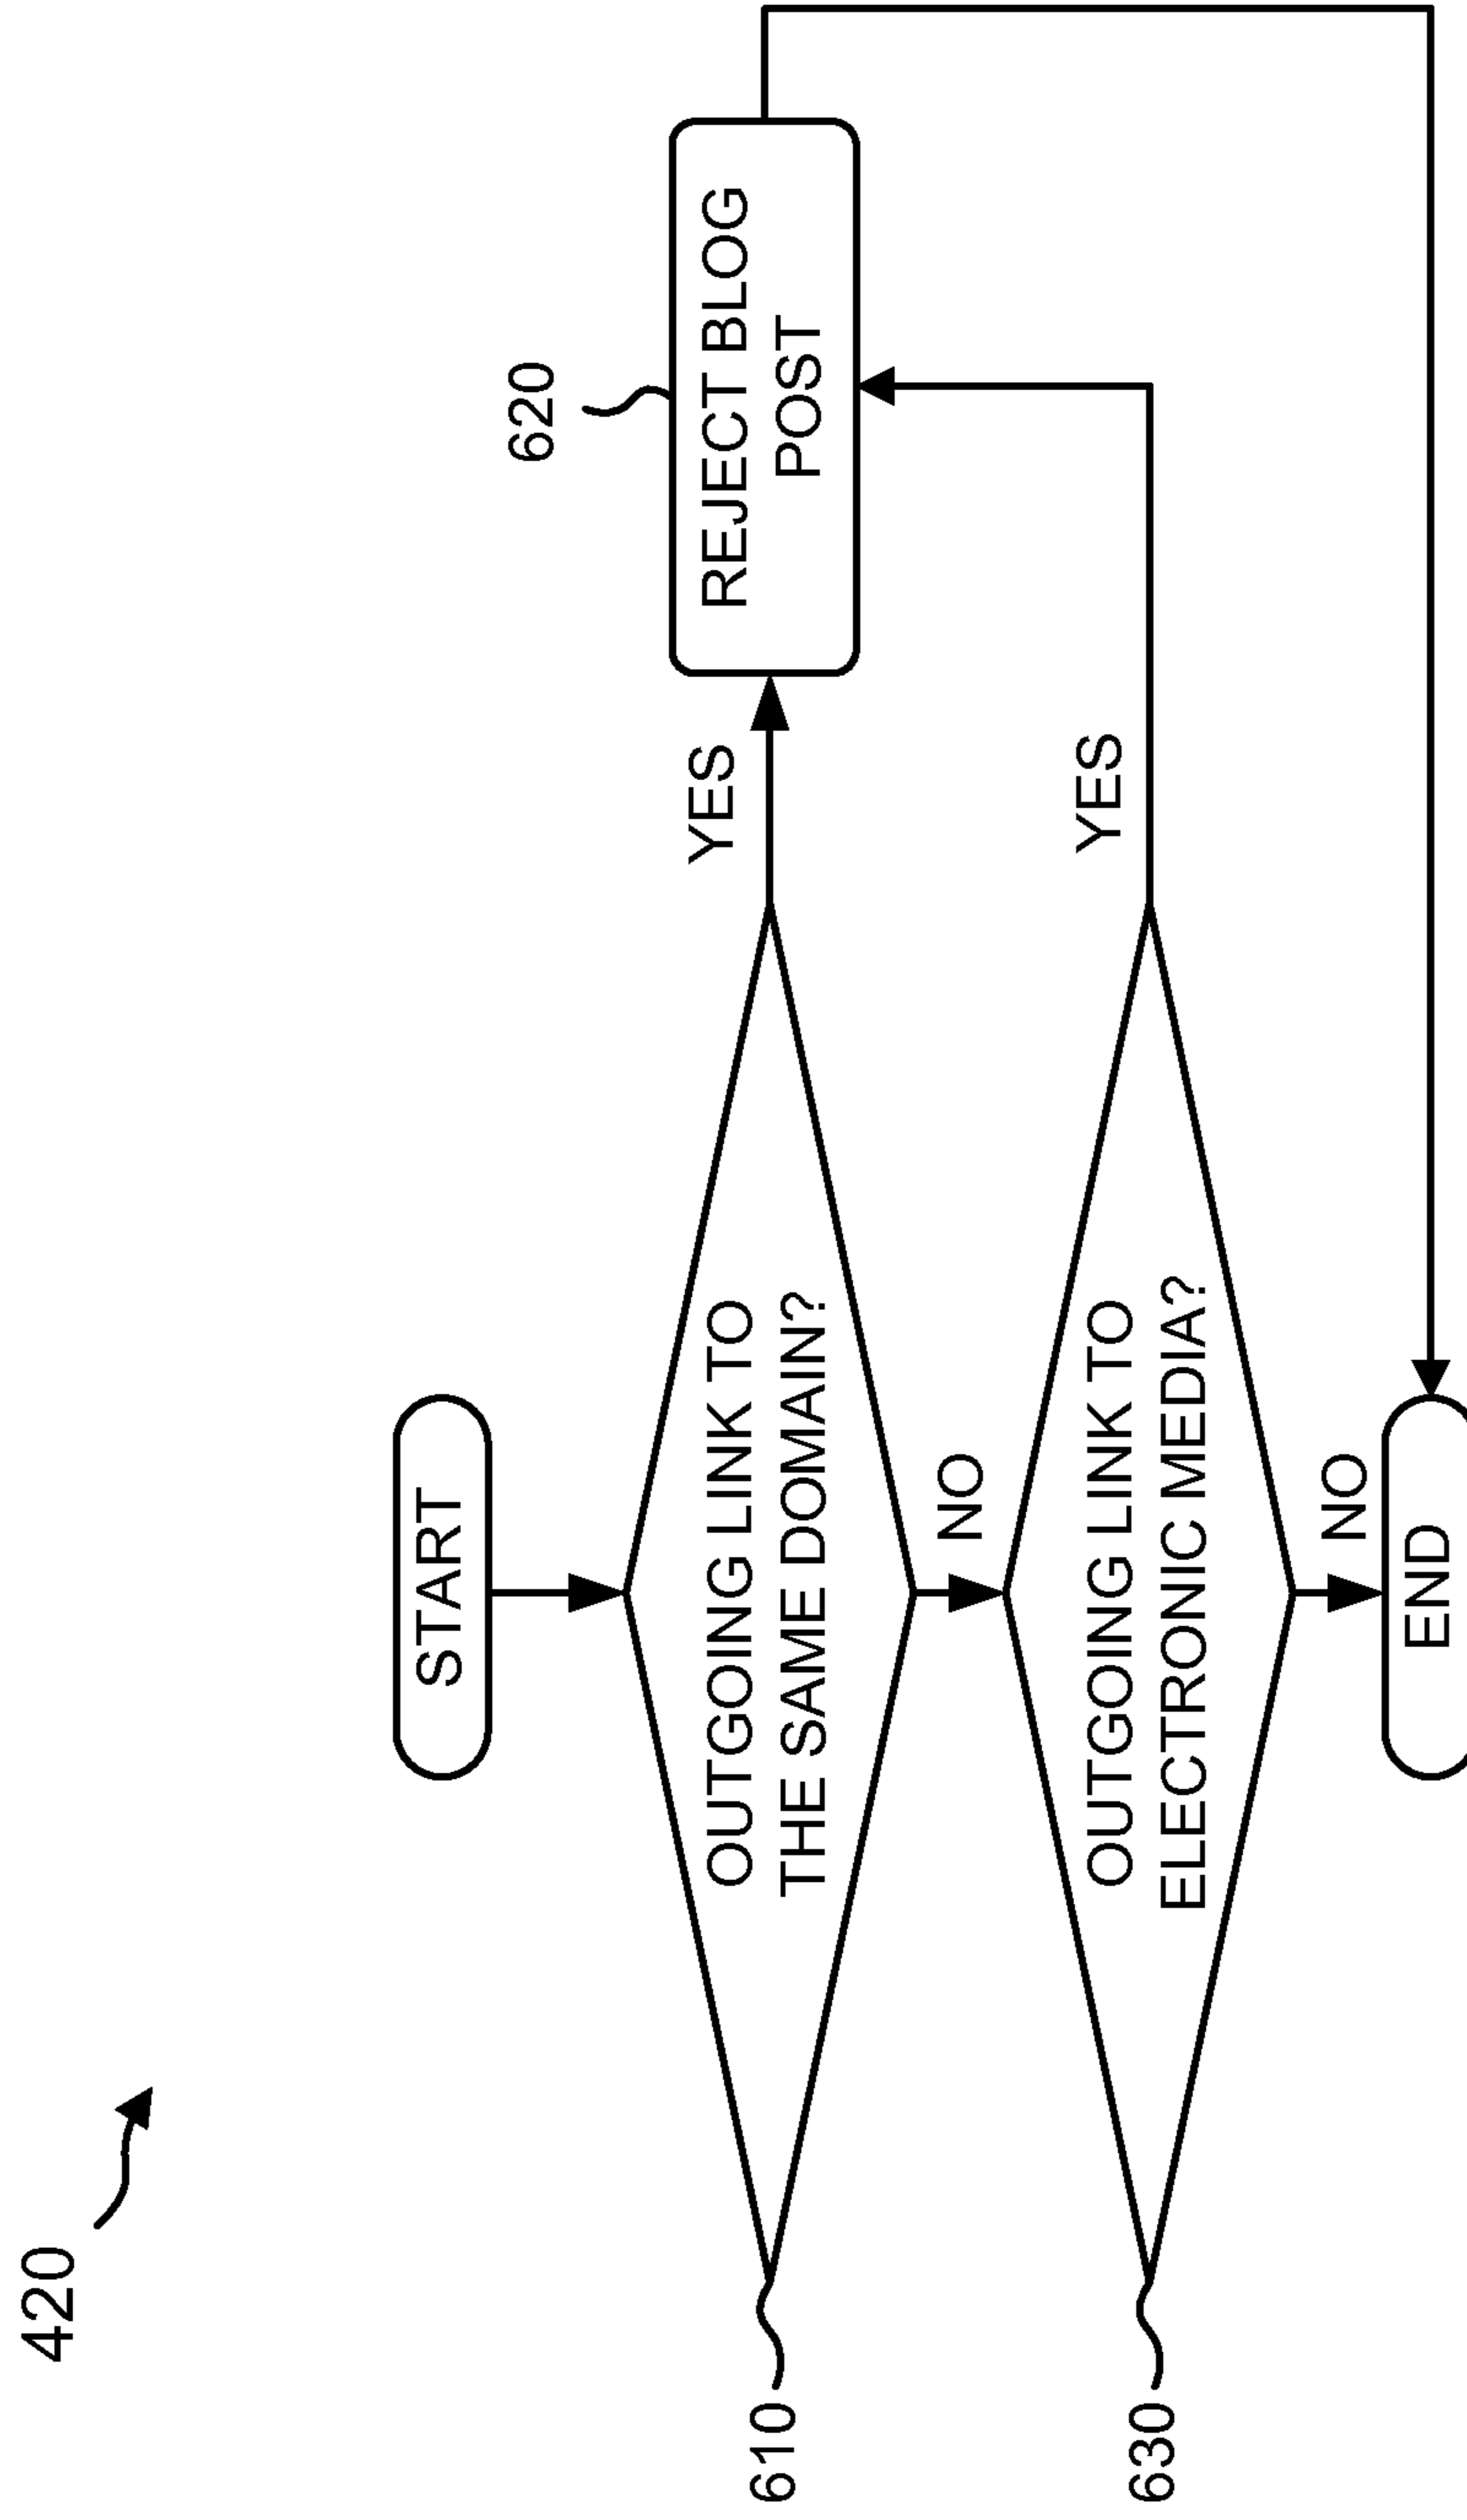 420
START
610
OUTGOING LINK TO
THE SAME DOMAIN?
YES
620
REJECT BLOG
POST
NO
630
OUTGOING LINK TO
ELECTRONIC MEDIA?
YES
NO
END